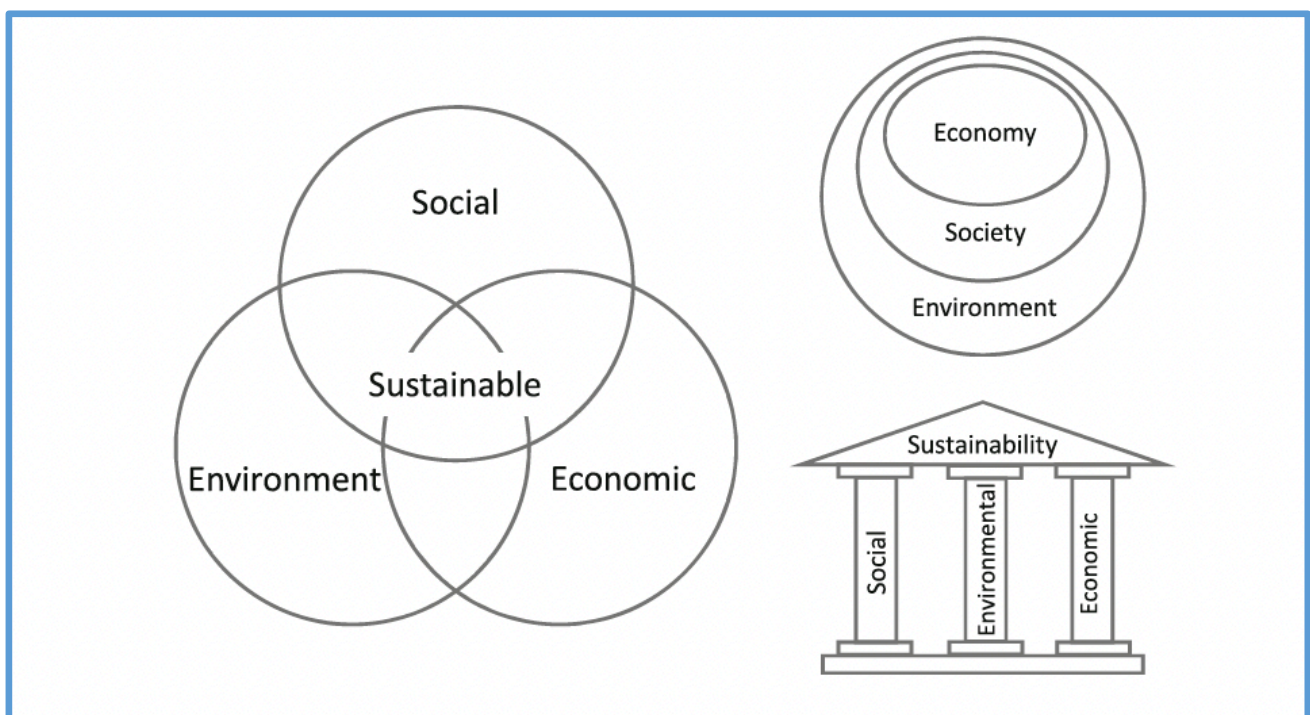 Social
Sustainable
Environment
Economic
Economy
Society
Environment
Sustainability
Social
Environmental
Economic